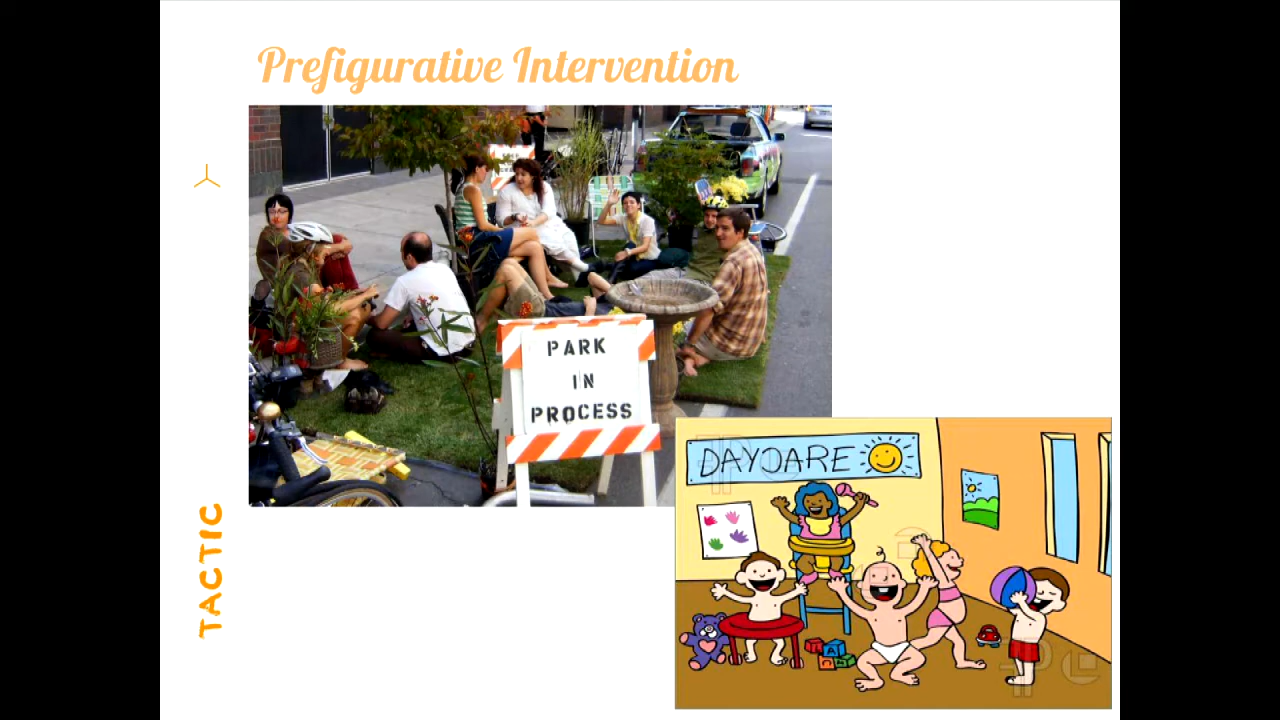 Prefigurative Intervention
TACTIC
PARK
IN
PROCESS
DAYCARE